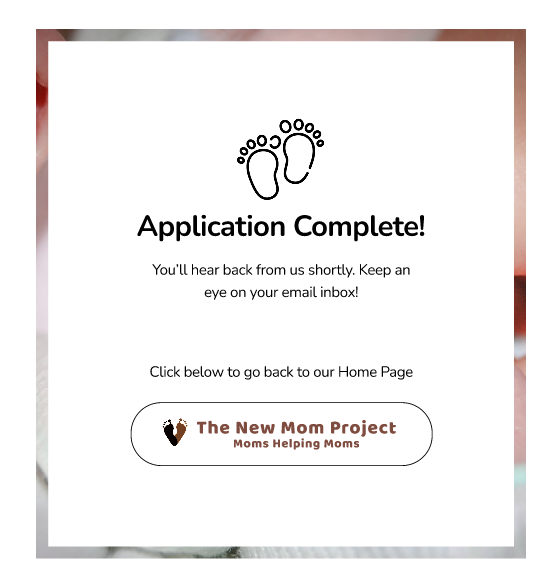 Application Complete!
You'll hear back from us shortly. Keep an
eye on your email inbox!
Click below to go back to our Home Page
The New Mom Project
Moms Helping Moms